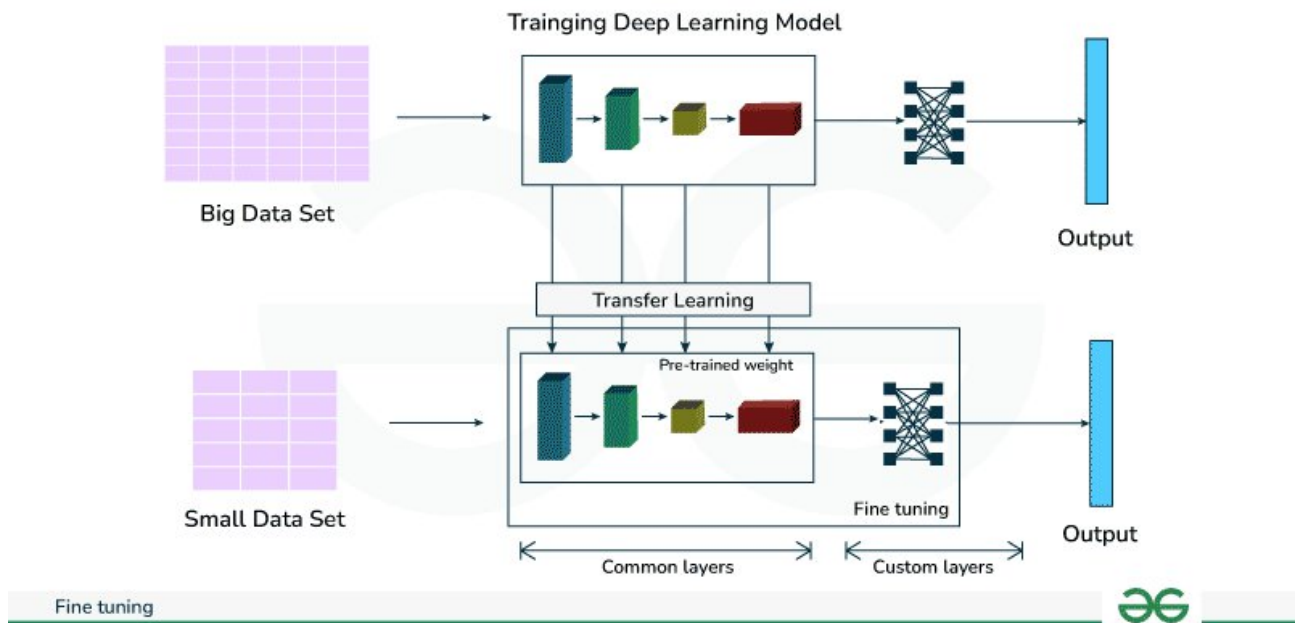 Trainging Deep Learning Model
Big Data Set
Output
Transfer Learning
Pre-trained weight
Small Data Set
Fine tuning
Output
Common layers
Custom layers
Fine tuning